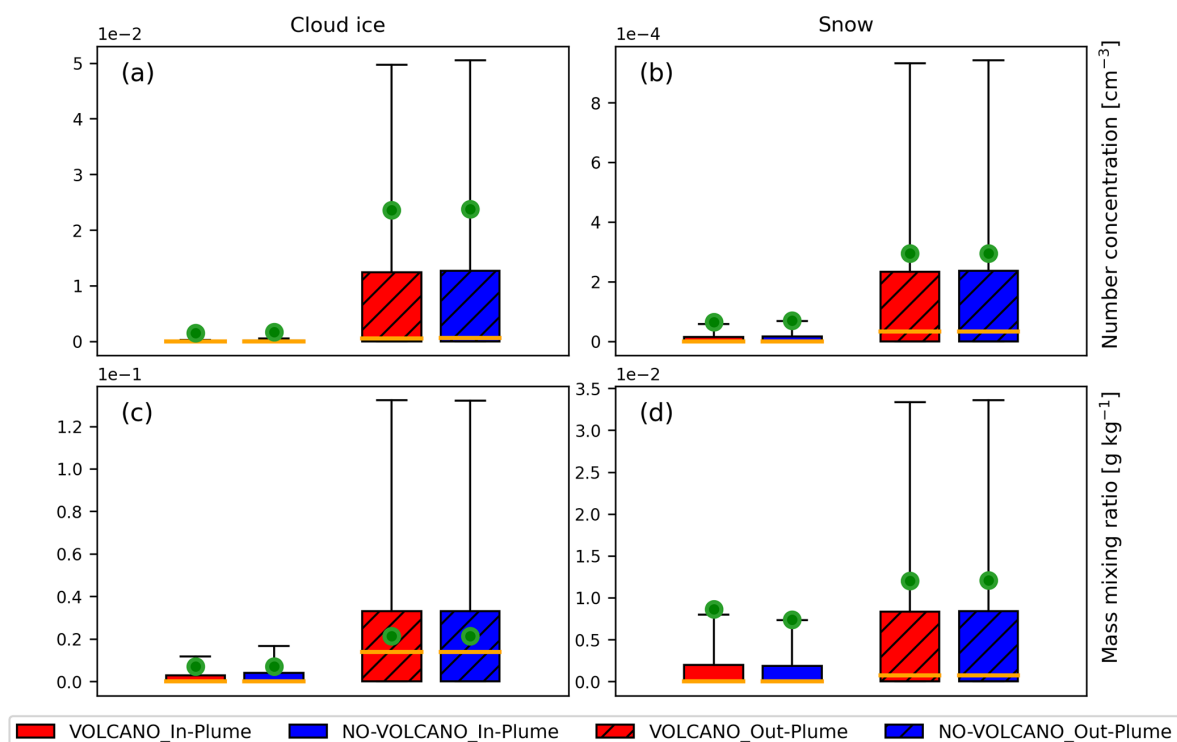 Cloud ice
Snow
1e−2
1e−4
(a)
(b)
5
4
3
2
1
0
8
6
4
2
0
Number concentration [cm⁻³]
1e−1
1e−2
(c)
(d)
1.2
1.0
0.8
0.6
0.4
0.2
0.0
3.5
3.0
2.5
2.0
1.5
1.0
0.5
0.0
Mass mixing ratio [g kg⁻¹]
VOLCANO_In-Plume
NO-VOLCANO_In-Plume
VOLCANO_Out-Plume
NO-VOLCANO_Out-Plume